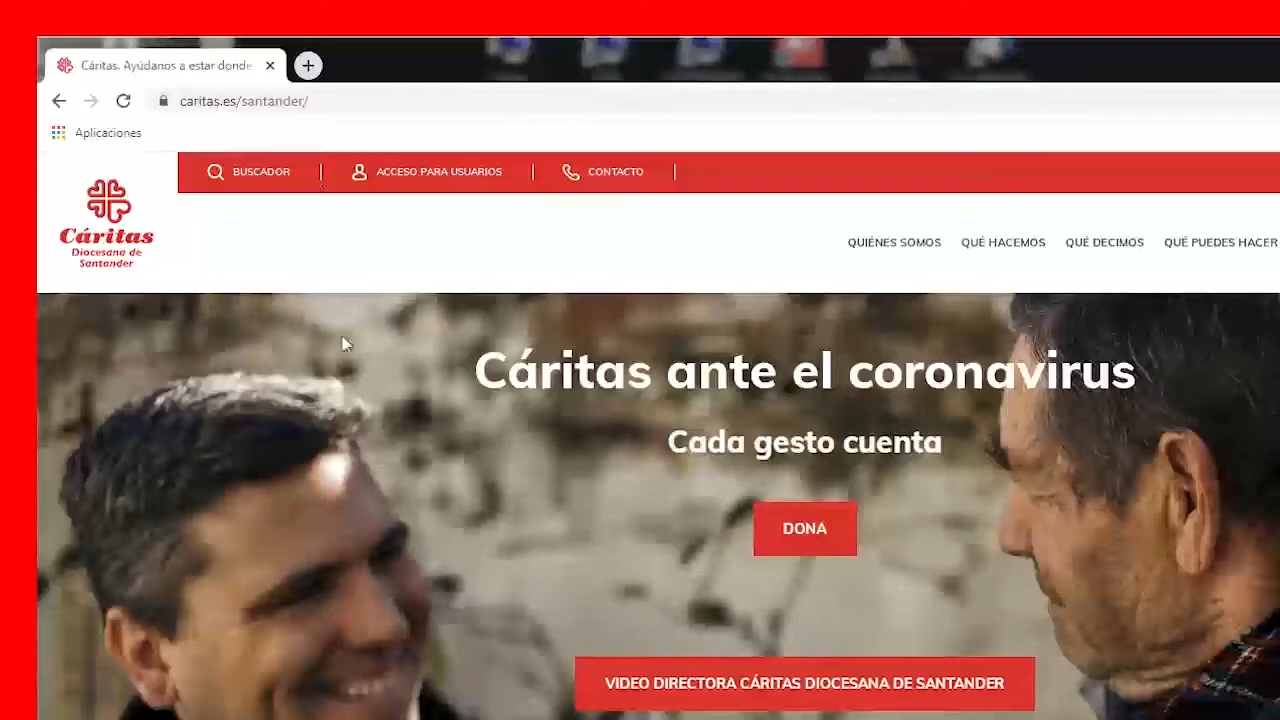 Cáritas. Ayúdanos a estar donde
caritas.es/santander/
Aplicaciones
BUSCADOR
ACCESO PARA USUARIOS
CONTACTO
Cáritas
Diocesana de
Santander
QUIÉNES SOMOS
QUÉ HACEMOS
QUÉ DECIMOS
QUÉ PUEDES HACER
Cáritas ante el coronavirus
Cada gesto cuenta
DONA
VIDEO DIRECTORA CÁRITAS DIOCESANA DE SANTANDER